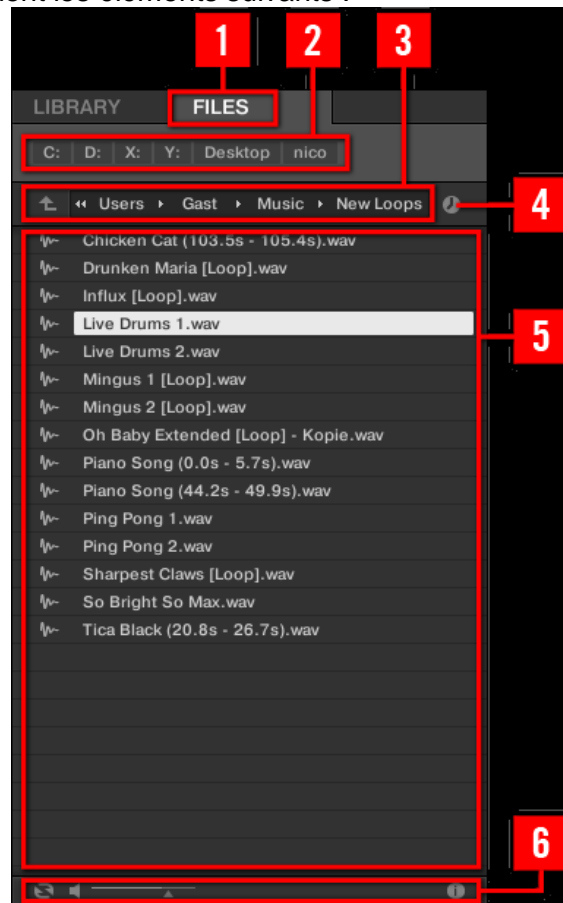 ent les éléments suivants :
1 2 3
LIBRARY FILES
C: D: X: Y: Desktop nico
Users Gast Music New Loops
4
Chicken Cat (103.5s - 105.4s).wav
Drunken Maria [Loop].wav
Influx [Loop].wav
Live Drums 1.wav
5
Live Drums 2.wav
Mingus 1 [Loop].wav
Mingus 2 [Loop].wav
Oh Baby Extended [Loop] - Kopie.wav
Piano Song (0.0s - 5.7s).wav
Piano Song (44.2s - 49.9s).wav
Ping Pong 1.wav
Ping Pong 2.wav
Sharpest Claws [Loop].wav
So Bright So Max.wav
Tica Black (20.8s - 26.7s).wav
6